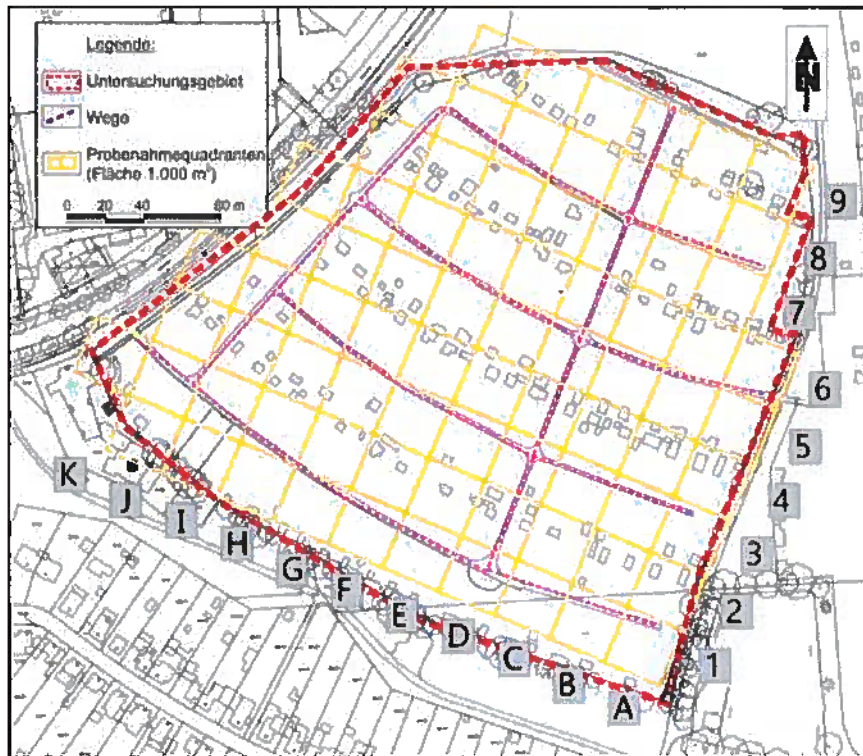 Legende:
Untersuchungsgebiet
Wege
Probenahmequadranten
(Fläche 1.000 m²)
0 20 40 80 m
N
9
8
7
6
5
4
3
2
1
K
J
I
H
G
F
E
D
C
B
A